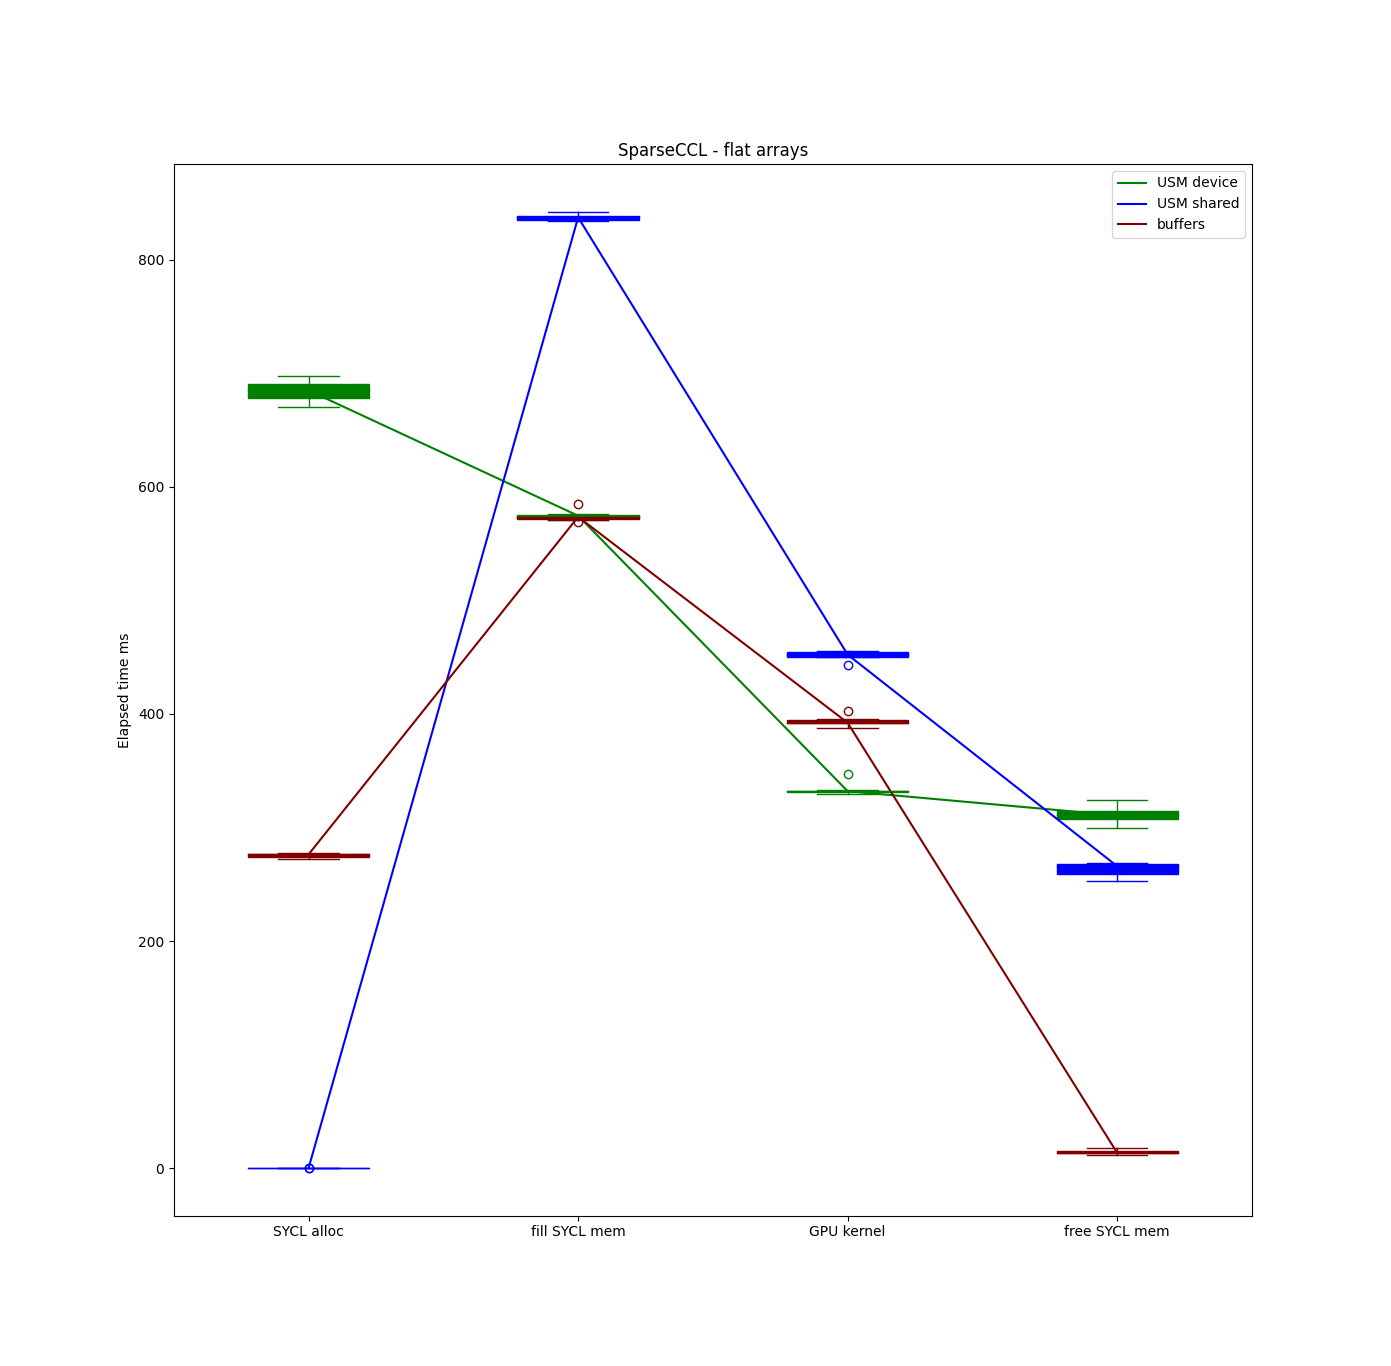 SparseCCL - flat arrays
USM device
USM shared
buffers
Elapsed time ms
800
600
400
200
0
SYCL alloc
fill SYCL mem
GPU kernel
free SYCL mem